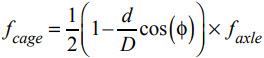 f_cage = 1/2 (1 − d/D cos(ϕ)) × f_axle